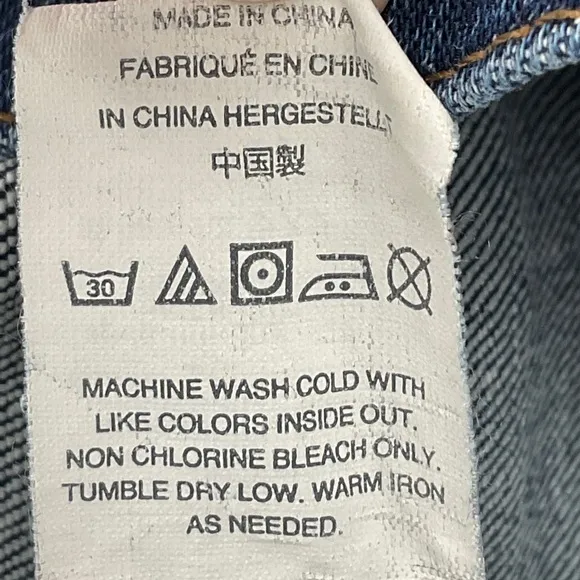 MADE IN CHINA
FABRIQUÉ EN CHINE
IN CHINA HERGESTELLT
中国製
30
MACHINE WASH COLD WITH
LIKE COLORS INSIDE OUT.
NON CHLORINE BLEACH ONLY.
TUMBLE DRY LOW. WARM IRON
AS NEEDED.